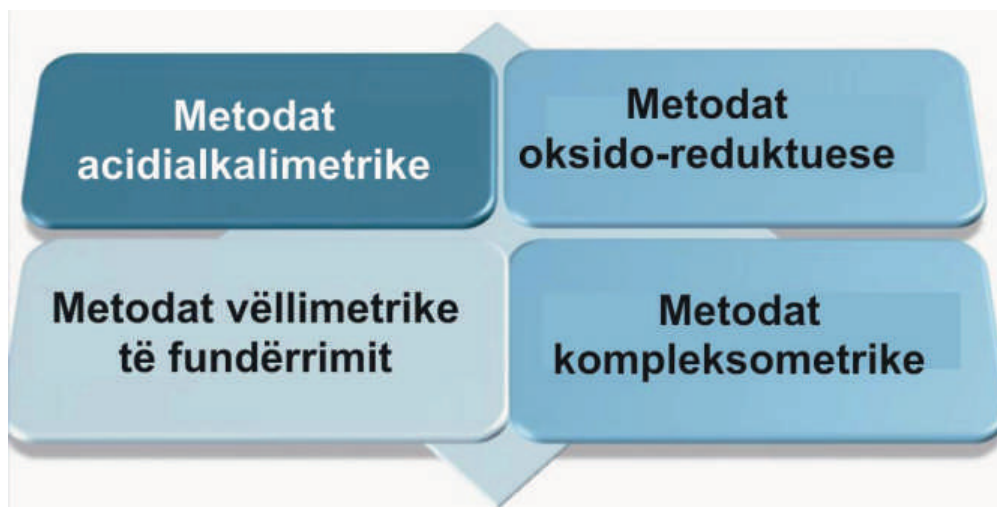 Metodat
acidialkalimetrike
Metodat
oksido-reduktuese
Metodat vëllimetrike
të fundërrimit
Metodat
kompleksometrike